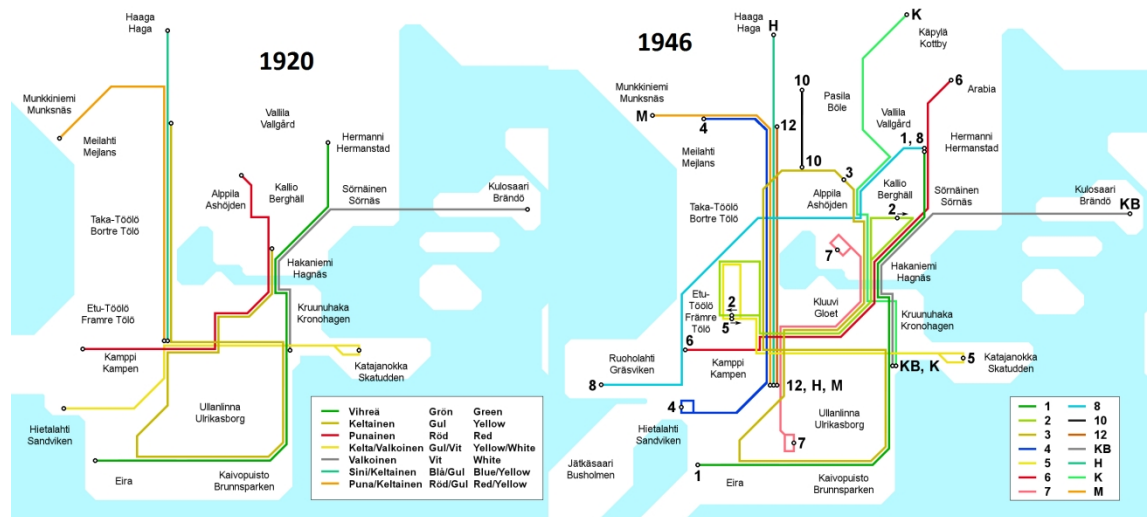 1920
Haaga
Haga
Munkkiniemi
Munksnäs
Meilahti
Mejlans
Vallila
Vallgård
Hermanni
Hermanstad
Alppila
Ashöjden
Kallio
Berghäll
Sörnäinen
Sörnäs
Kulosaari
Brändö
Taka-Töölö
Bortre Tölö
Hakaniemi
Hagnäs
Etu-Töölö
Framre Tölö
Kruunuhaka
Kronohagen
Kamppi
Kampen
Katajanokka
Skatudden
Ullanlinna
Ulrikasborg
Hietalahti
Sandviken
Eira
Kaivopuisto
Brunnsparken
Vihreä Grön Green
Keltainen Gul Yellow
Punainen Röd Red
Kelta/Valkoinen Gul/Vit Yellow/White
Valkoinen Vit White
Sini/Keltainen Blå/Gul Blue/Yellow
Puna/Keltainen Röd/Gul Red/Yellow
1946
Haaga
Haga
H
K
Käpylä
Kottby
Munkkiniemi
Munksnäs
M
4
10
12
10
Pasila
Böle
6
Arabia
Vallila
Vallgård
1, 8
Hermanni
Hermanstad
Meilahti
Mejlans
3
Alppila
Ashöjden
Kallio
Berghäll
Sörnäinen
Sörnäs
Kulosaari
Brändö
KB
Taka-Töölö
Bortre Tölö
2
7
Hakaniemi
Hagnäs
Etu-
Töölö
Främre
Tölö
2
5
Kluuvi
Gloet
Kruunuhaka
Kronohagen
Ruoholahti
Gräsviken
6
Kamppi
Kampen
5
Katajanokka
Skatudden
KB, K
8
12, H, M
4
Hietalahti
Sandviken
Ullanlinna
Ulrikasborg
7
Jätkäsaari
Busholmen
1
Eira
Kaivopuisto
Brunnsparken
1 8
2 10
3 12
4 KB
5 H
6 K
7 M